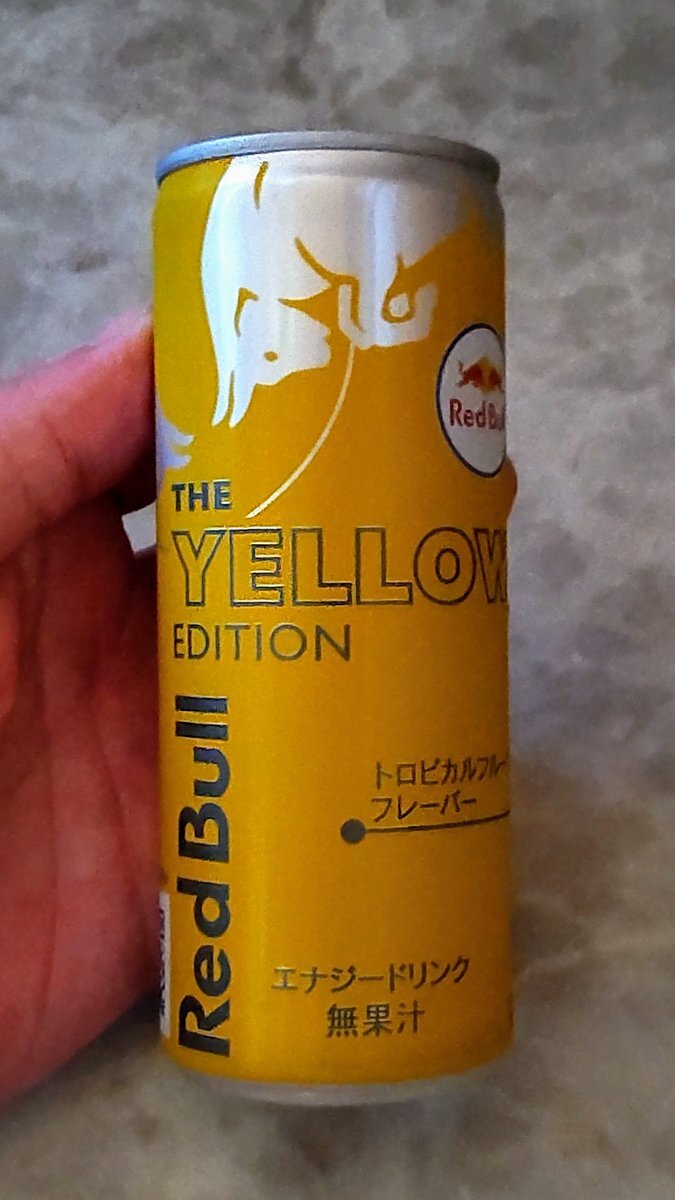 Red Bull
THE
YELLOW
EDITION
Red Bull
トロピカルフルー
フレーバー
エナジードリンク
無果汁